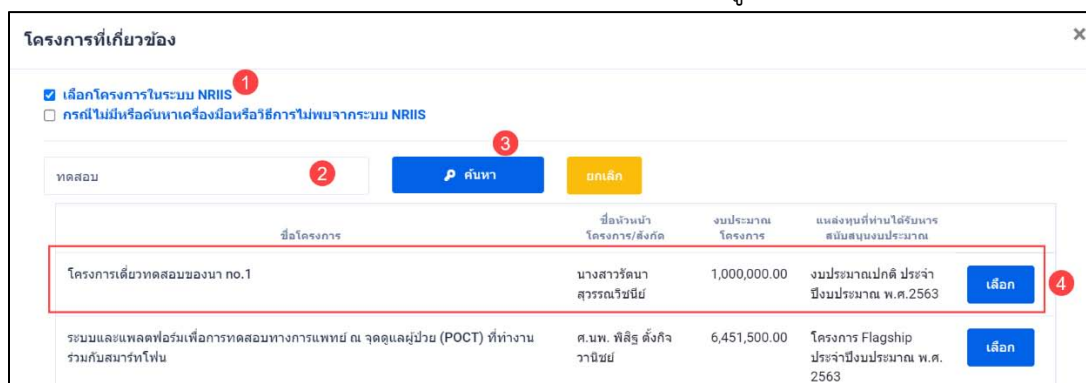 โครงการที่เกี่ยวข้อง
×
เลือกโครงการในระบบ NRIIS
1
กรณีไม่มีหรือค้นหาเครื่องมือหรือวิธีการไม่พบจากระบบ NRIIS
3
ทดสอบ
2
ค้นหา
ยกเลิก
ชื่อโครงการ
ชื่อหัวหน้า
โครงการ/สังกัด
งบประมาณ
โครงการ
แหล่งทุนที่ท่านได้รับหาร
สนับสนุนงบประมาณ
โครงการเดี่ยวทดสอบของนา no.1
นางสาวรัตนา
สุวรรณวิชนีย์
1,000,000.00
งบประมาณปกติ ประจำ
ปีงบประมาณ พ.ศ.2563
เลือก
4
ระบบและแพลตฟอร์มเพื่อการทดสอบทางการแพทย์ ณ จุดดูแลผู้ป่วย (POCT) ที่ทำงาน
ร่วมกับสมาร์ทโฟน
ศ.นพ. พิสิฐ ตั้งกิจ
วานิชย์
6,451,500.00
โครงการ Flagship
ประจำปีงบประมาณ พ.ศ.
2563
เลือก